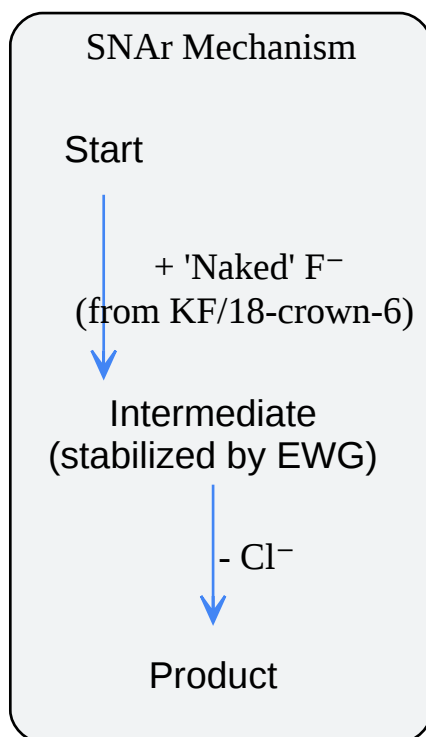 SNAr Mechanism
Start
+ 'Naked' F⁻
(from KF/18-crown-6)
Intermediate
(stabilized by EWG)
- Cl⁻
Product